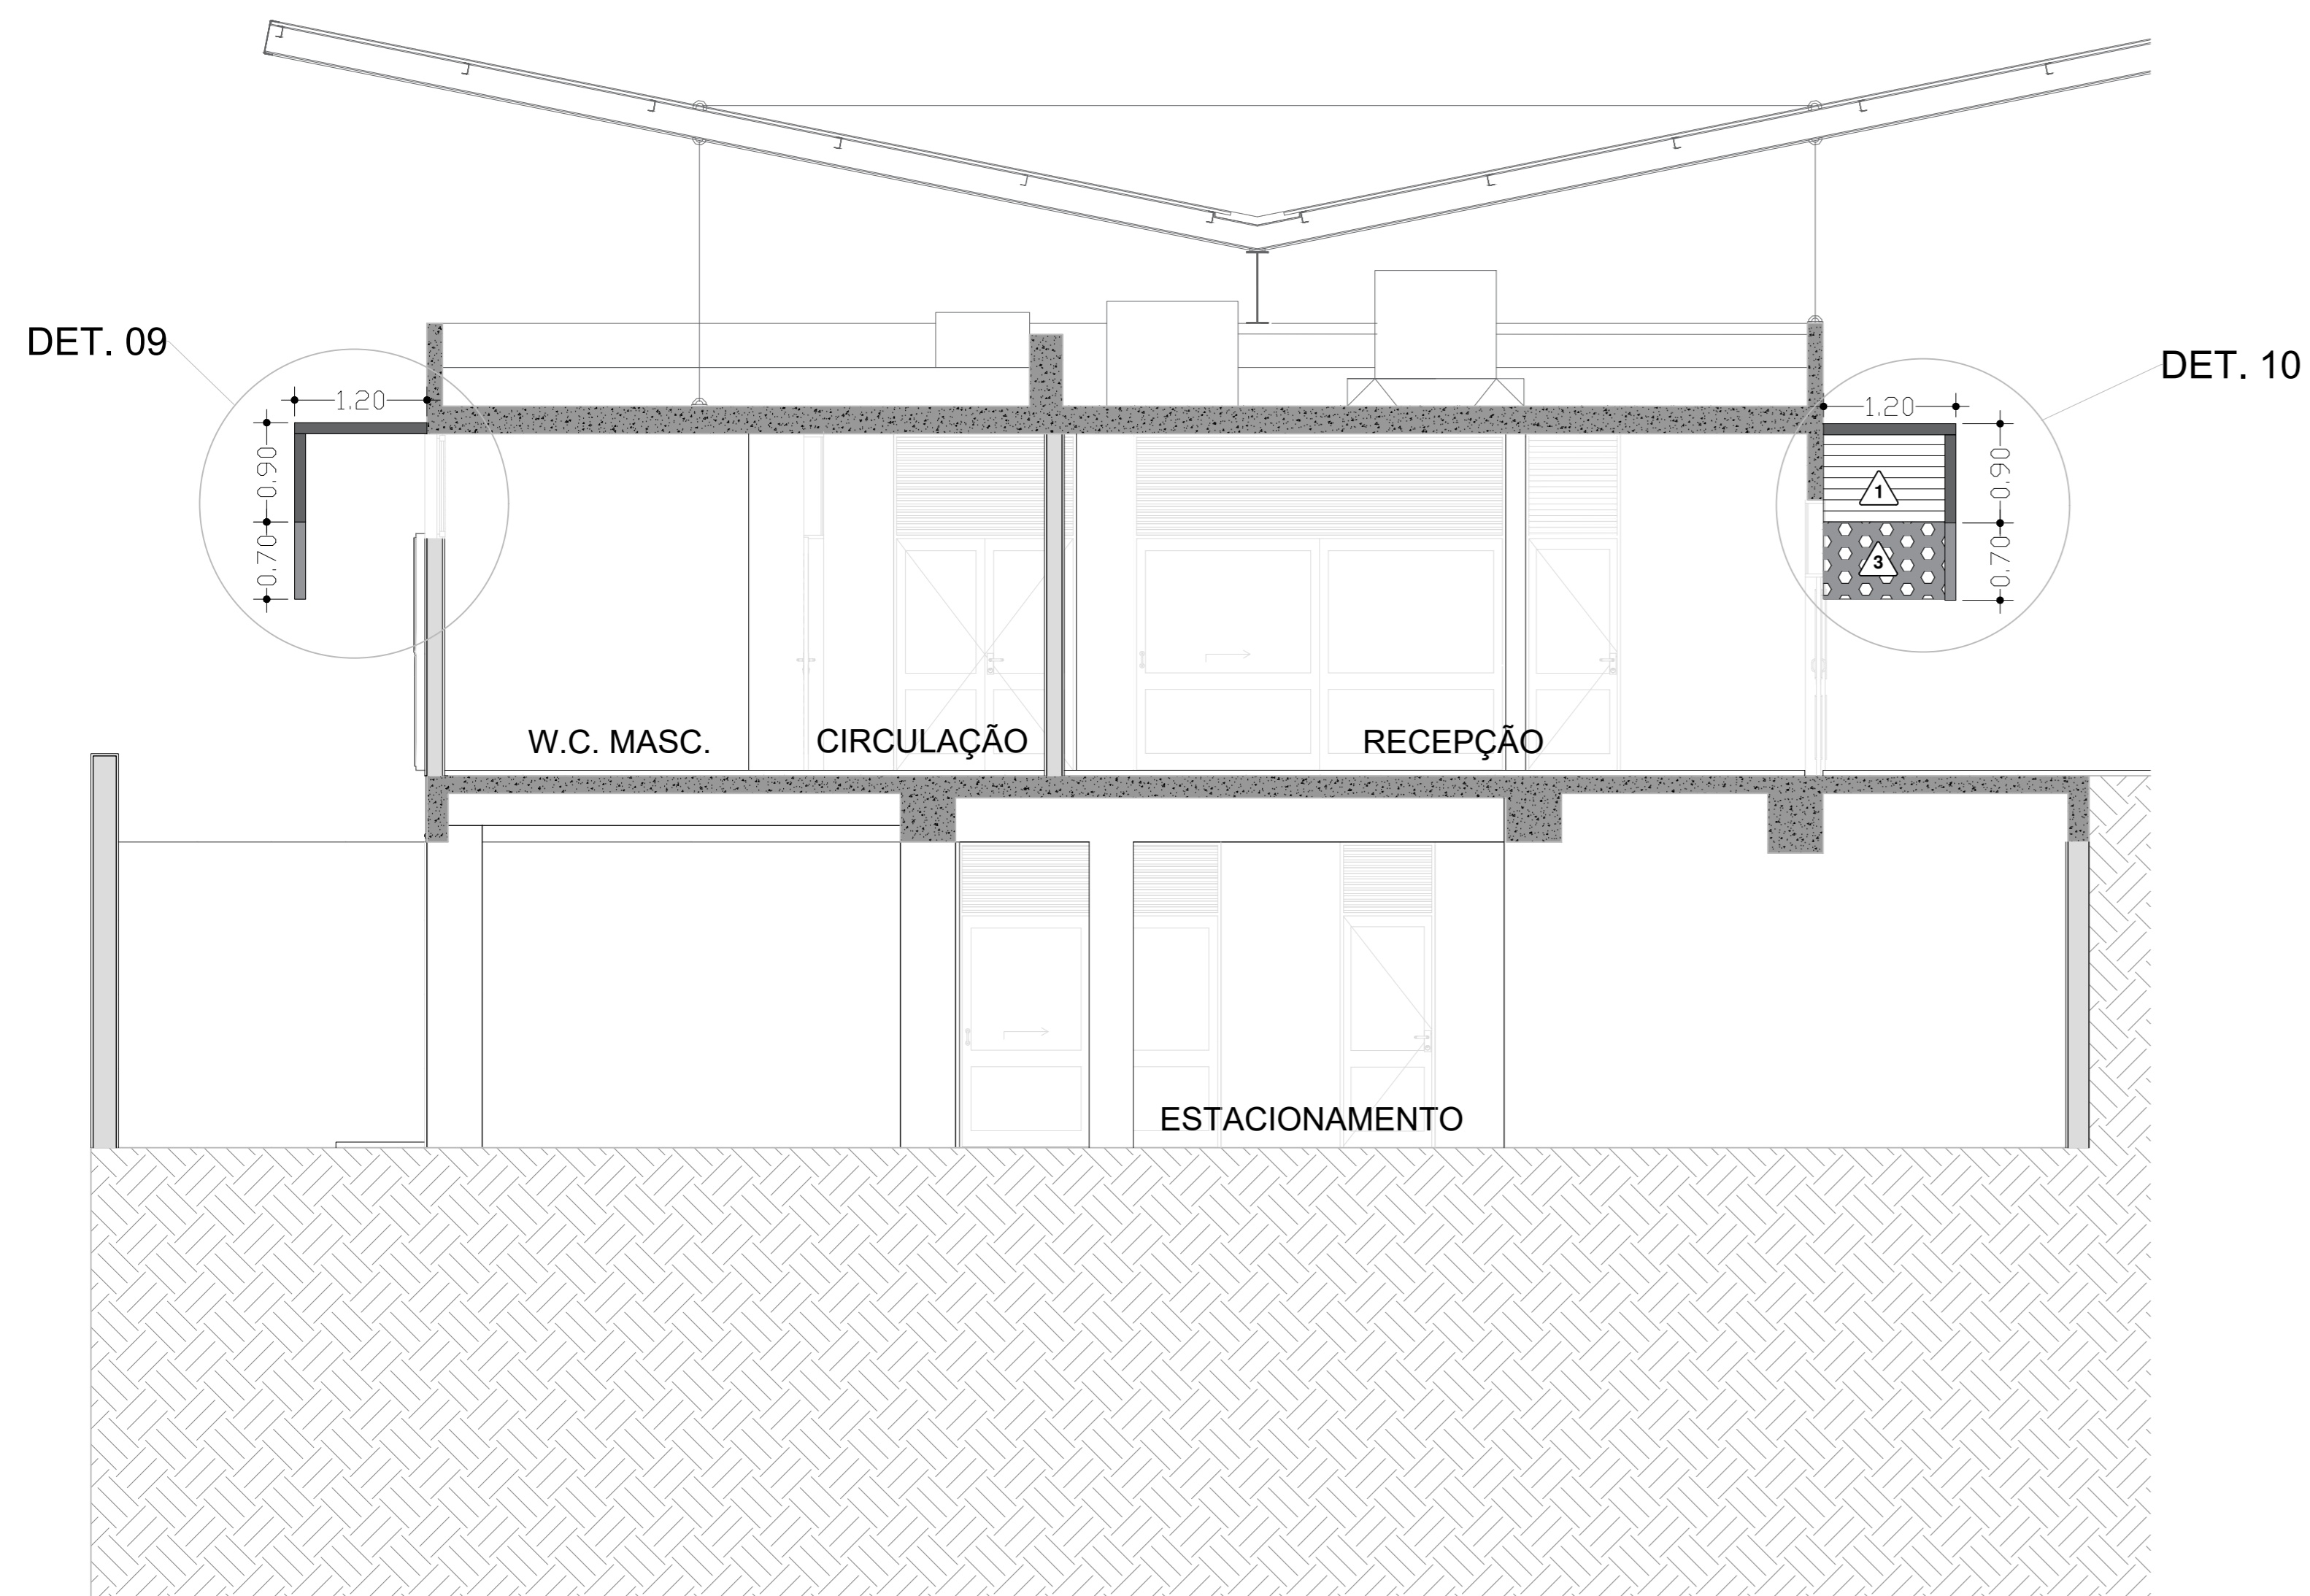 DET. 09
DET. 10
1.20
1.20
0.90
0.90
1
0.70
0.70
3
W.C. MASC.
CIRCULAÇÃO
RECEPÇÃO
ESTACIONAMENTO